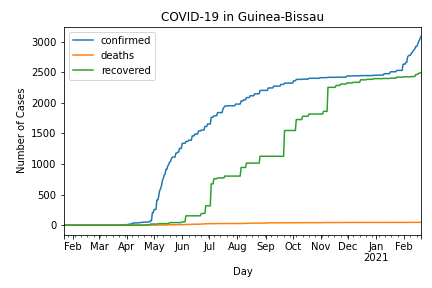 COVID-19 in Guinea-Bissau
confirmed
deaths
recovered
Number of Cases
3000
2500
2000
1500
1000
500
0
Feb Mar Apr May Jun Jul Aug Sep Oct Nov Dec Jan Feb
2021
Day